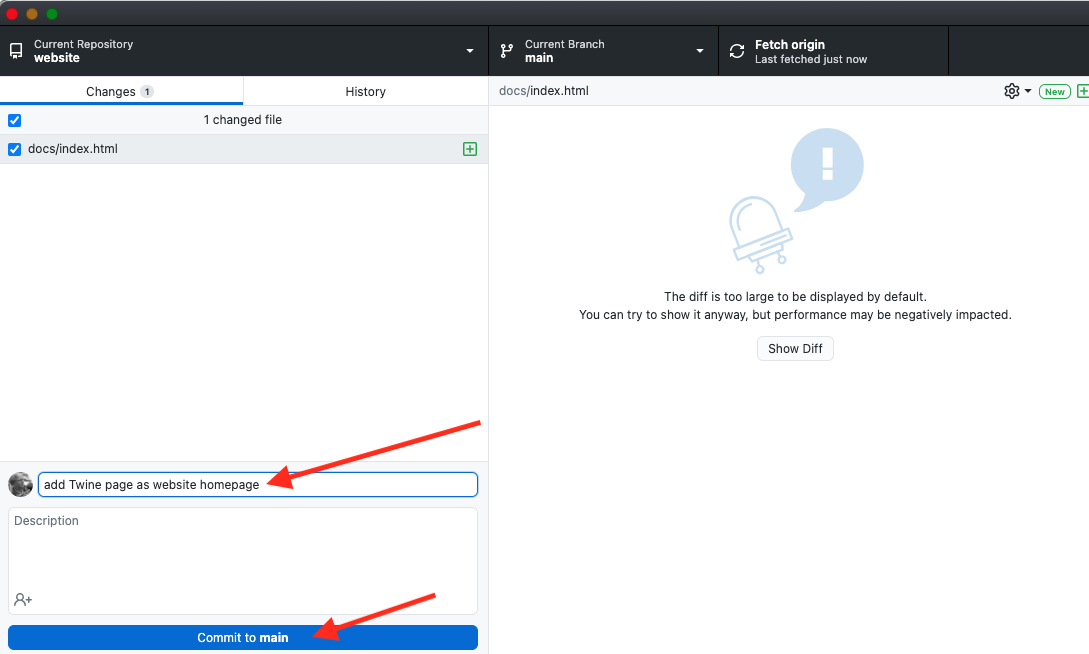 Current Repository
website
Current Branch
main
Fetch origin
Last fetched just now
Changes 1
History
docs/index.html
New
1 changed file
docs/index.html
The diff is too large to be displayed by default.
You can try to show it anyway, but performance may be negatively impacted.
Show Diff
add Twine page as website homepage
Description
Commit to main